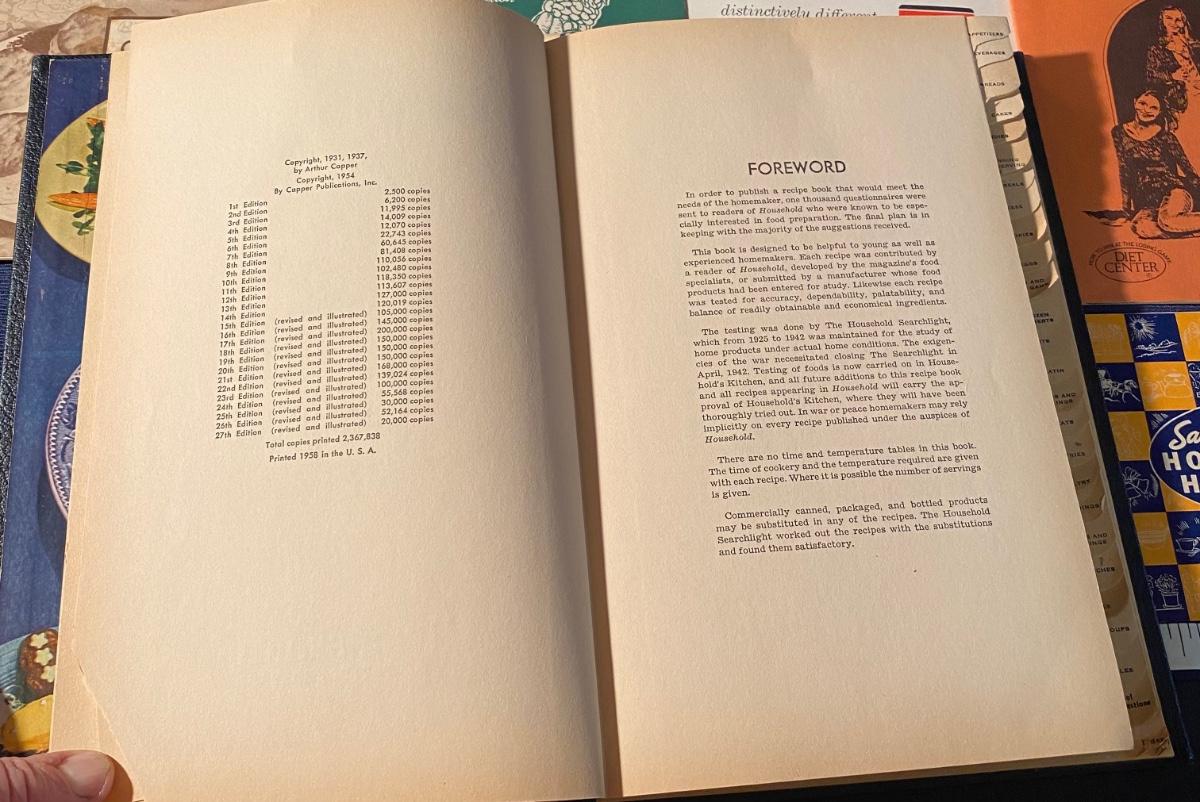 distinctively different
Copyright, 1931, 1937,
by Arthur Capper
Copyright, 1954
By Capper Publications, Inc.
1st Edition 2,500 copies
2nd Edition 6,200 copies
3rd Edition 11,995 copies
4th Edition 14,009 copies
5th Edition 12,070 copies
6th Edition 22,743 copies
7th Edition 60,645 copies
8th Edition 81,408 copies
9th Edition 110,056 copies
10th Edition 102,480 copies
11th Edition 118,350 copies
12th Edition 113,607 copies
13th Edition 127,000 copies
14th Edition 120,019 copies
15th Edition (revised and illustrated) 105,000 copies
16th Edition (revised and illustrated) 145,000 copies
17th Edition (revised and illustrated) 200,000 copies
18th Edition (revised and illustrated) 150,000 copies
19th Edition (revised and illustrated) 150,000 copies
20th Edition (revised and illustrated) 150,000 copies
21st Edition (revised and illustrated) 168,000 copies
22nd Edition (revised and illustrated) 139,024 copies
23rd Edition (revised and illustrated) 100,000 copies
24th Edition (revised and illustrated) 55,568 copies
25th Edition (revised and illustrated) 30,000 copies
26th Edition (revised and illustrated) 52,164 copies
27th Edition (revised and illustrated) 20,000 copies
Total copies printed 2,367,838
Printed 1958 in the U. S. A.
FOREWORD
In order to publish a recipe book that would meet the
needs of the homemaker, one thousand questionnaires were
sent to readers of Household who were known to be espe-
cially interested in food preparation. The final plan is in
keeping with the majority of the suggestions received.
This book is designed to be helpful to young as well as
experienced homemakers. Each recipe was contributed by
a reader of Household, developed by the magazine's food
specialists, or submitted by a manufacturer whose food
products had been entered for study. Likewise each recipe
was tested for accuracy, dependability, palatability, and
balance of readily obtainable and economical ingredients.
The testing was done by The Household Searchlight,
which from 1925 to 1942 was maintained for the study of
home products under actual home conditions. The exigen-
cies of the war necessitated closing The Searchlight in
April, 1942. Testing of foods is now carried on in House-
hold's Kitchen, and all future additions to this recipe book
and all recipes appearing in Household will carry the ap-
proval of Household's Kitchen, where they will have been
thoroughly tried out. In war or peace homemakers may rely
implicitly on every recipe published under the auspices of
Household.
There are no time and temperature tables in this book.
The time of cookery and the temperature required are given
with each recipe. Where it is possible the number of servings
is given.
Commercially canned, packaged, and bottled products
may be substituted in any of the recipes. The Household
Searchlight worked out the recipes with the substitutions
and found them satisfactory.
DIET
CENTER